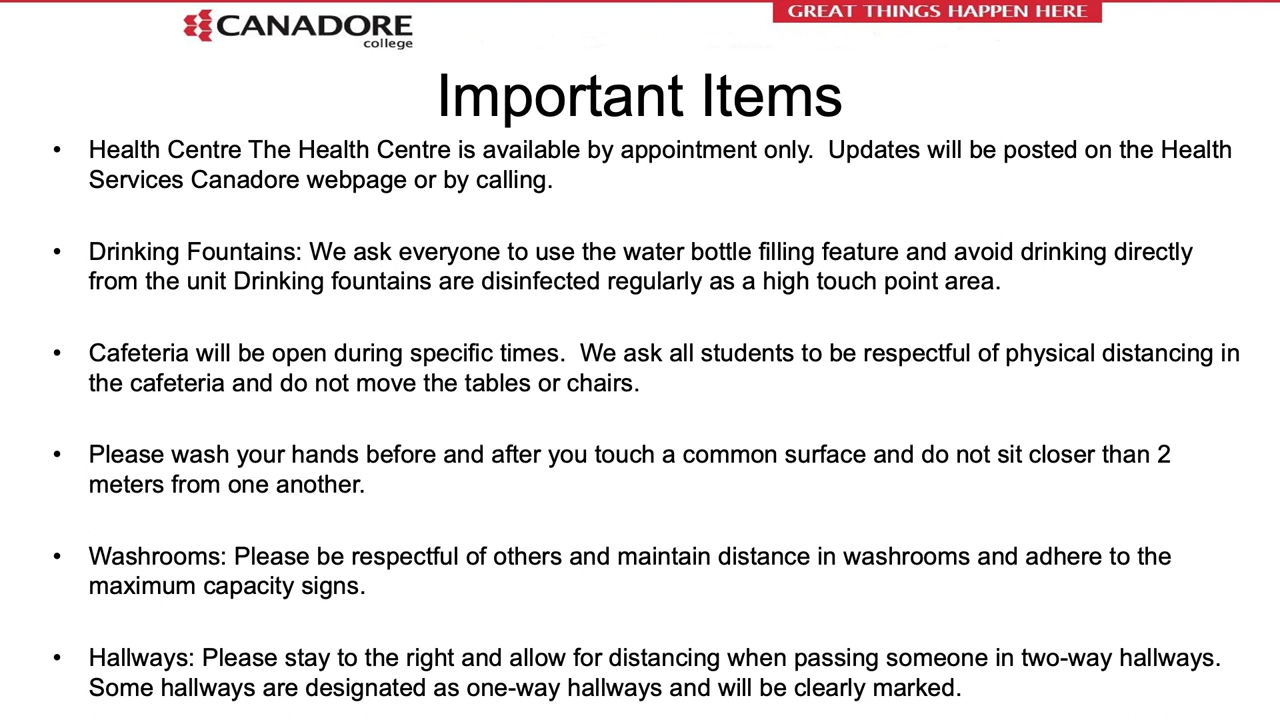 CANADORE
college
GREAT THINGS HAPPEN HERE
Important Items
• Health Centre The Health Centre is available by appointment only.  Updates will be posted on the Health
Services Canadore webpage or by calling.
• Drinking Fountains: We ask everyone to use the water bottle filling feature and avoid drinking directly
from the unit Drinking fountains are disinfected regularly as a high touch point area.
• Cafeteria will be open during specific times.  We ask all students to be respectful of physical distancing in
the cafeteria and do not move the tables or chairs.
• Please wash your hands before and after you touch a common surface and do not sit closer than 2
meters from one another.
• Washrooms: Please be respectful of others and maintain distance in washrooms and adhere to the
maximum capacity signs.
• Hallways: Please stay to the right and allow for distancing when passing someone in two-way hallways.
Some hallways are designated as one-way hallways and will be clearly marked.